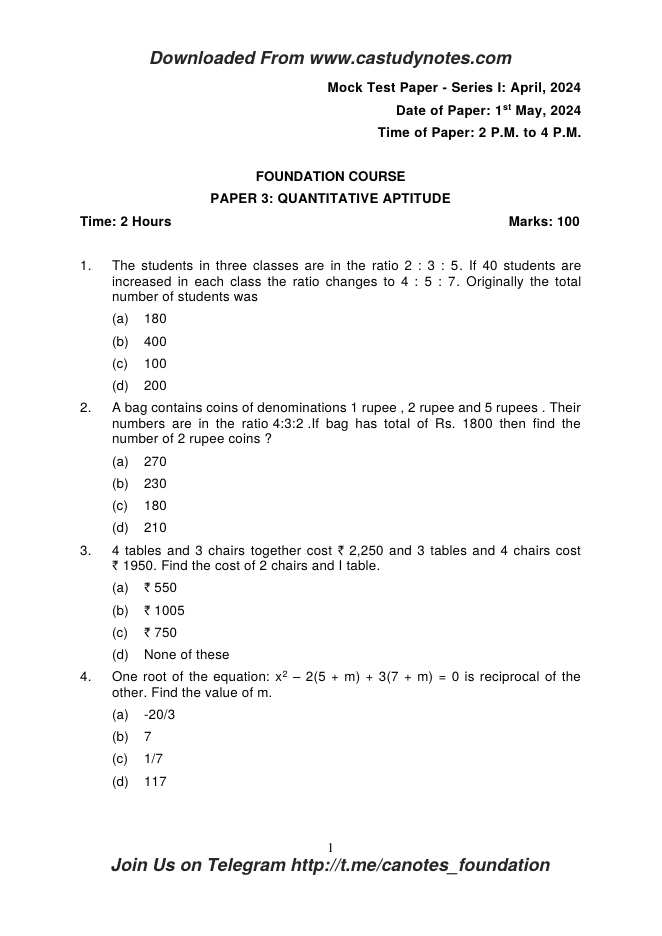 Downloaded From www.castudynotes.com
Mock Test Paper - Series I: April, 2024
Date of Paper: 1st May, 2024
Time of Paper: 2 P.M. to 4 P.M.
FOUNDATION COURSE
PAPER 3: QUANTITATIVE APTITUDE
Time: 2 Hours Marks: 100
1. The students in three classes are in the ratio 2 : 3 : 5. If 40 students are
increased in each class the ratio changes to 4 : 5 : 7. Originally the total
number of students was
(a) 180
(b) 400
(c) 100
(d) 200
2. A bag contains coins of denominations 1 rupee , 2 rupee and 5 rupees . Their
numbers are in the ratio 4:3:2 .If bag has total of Rs. 1800 then find the
number of 2 rupee coins ?
(a) 270
(b) 230
(c) 180
(d) 210
3. 4 tables and 3 chairs together cost ₹ 2,250 and 3 tables and 4 chairs cost
₹ 1950. Find the cost of 2 chairs and I table.
(a) ₹ 550
(b) ₹ 1005
(c) ₹ 750
(d) None of these
4. One root of the equation: x² – 2(5 + m) + 3(7 + m) = 0 is reciprocal of the
other. Find the value of m.
(a) -20/3
(b) 7
(c) 1/7
(d) 117
1
Join Us on Telegram http://t.me/canotes_foundation